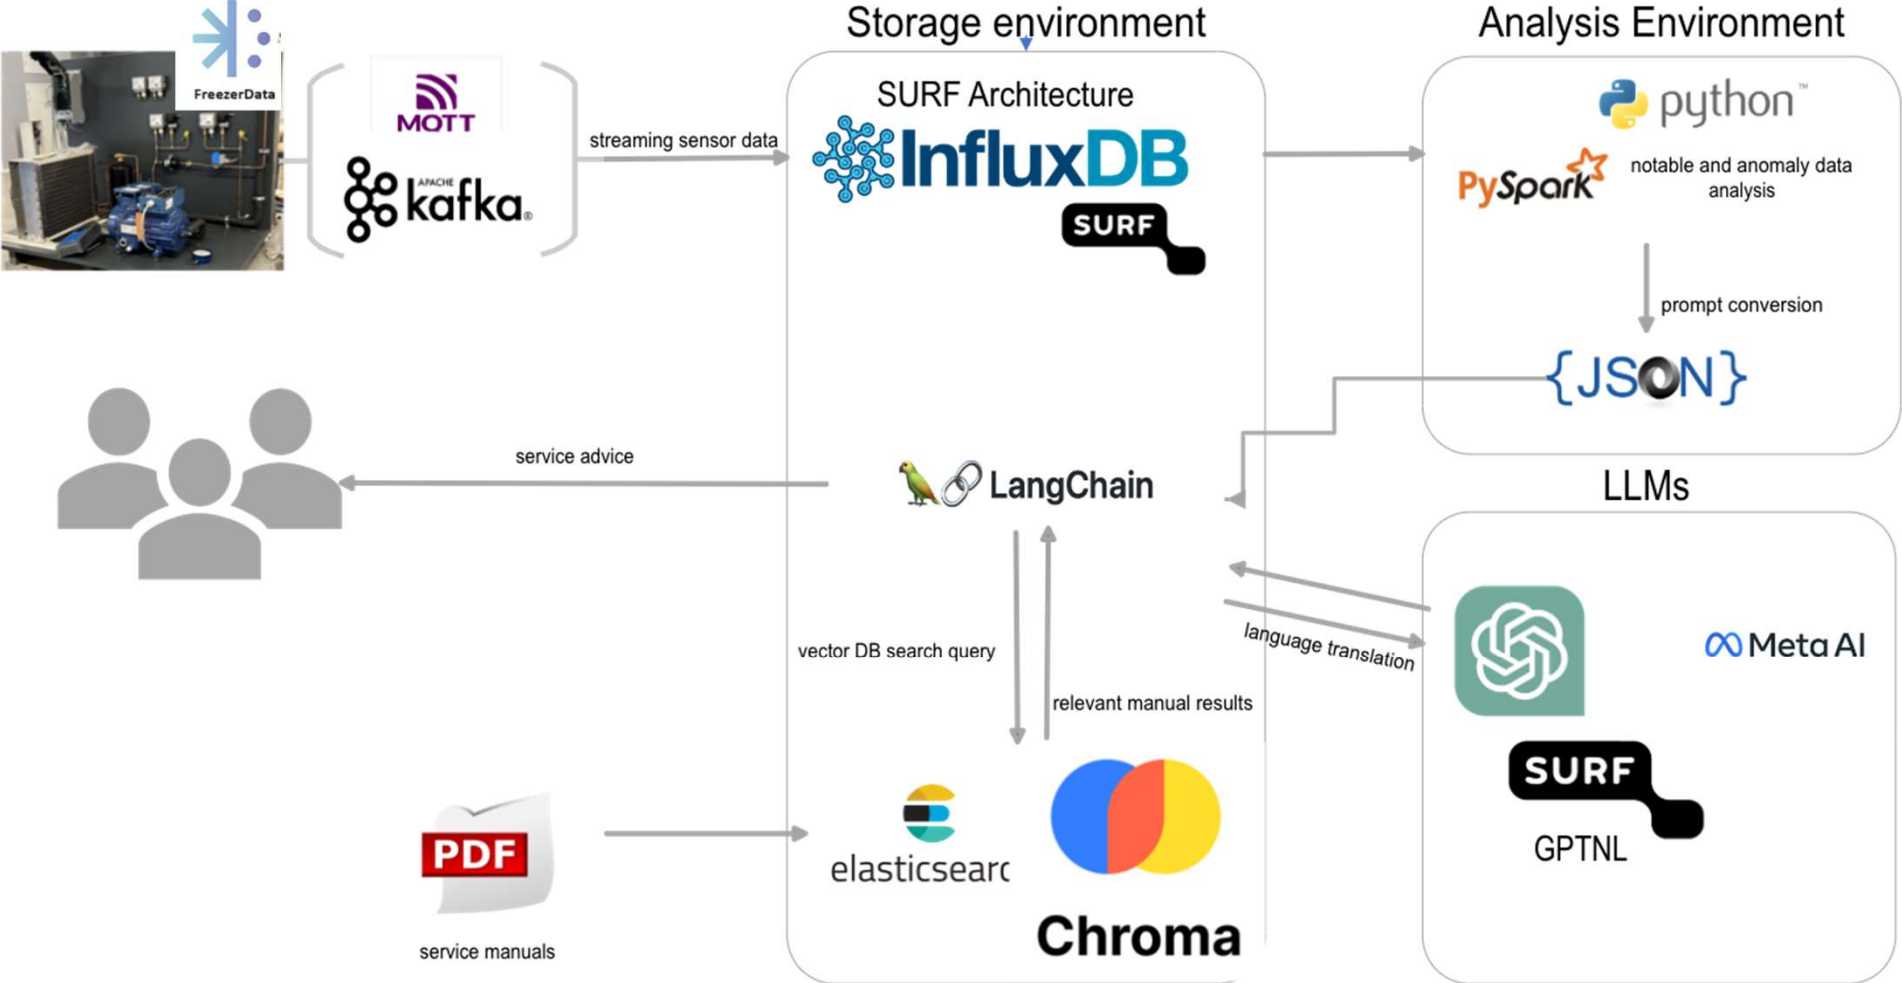 Storage environment
Analysis Environment
FreezerData
MQTT
streaming sensor data
APACHE
kafka®
SURF Architecture
InfluxDB
SURF
python™
PySpark
notable and anomaly data
analysis
prompt conversion
{JSON}
service advice
LangChain
LLMs
vector DB search query
relevant manual results
language translation
Meta AI
SURF
GPTNL
PDF
service manuals
elasticsearc
Chroma